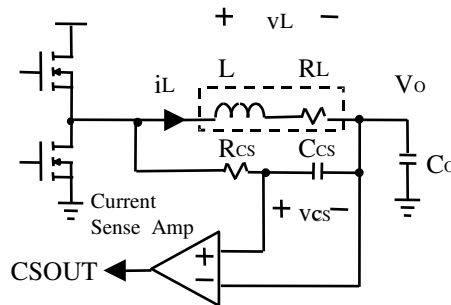 + vL −
iL L RL VO
RCS CCS CO
+ vcs −
Current
Sense Amp
CSOUT
+
−